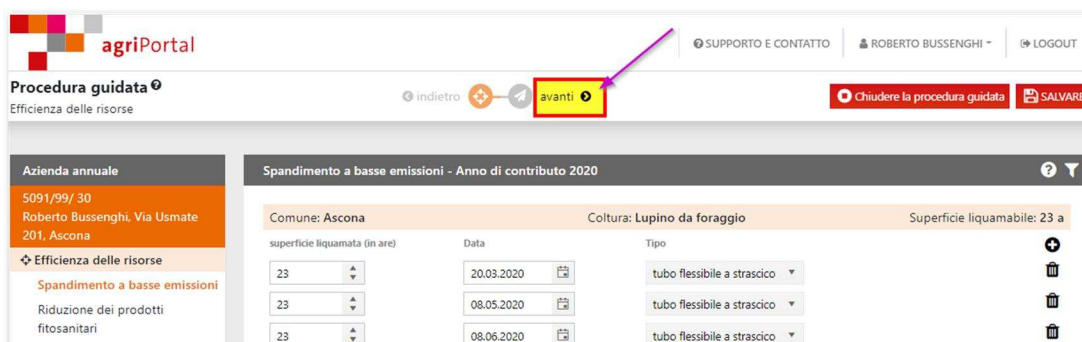 agriPortal
SUPPORTO E CONTATTO
ROBERTO BUSSENGHI
LOGOUT
Procedura guidata
Efficienza delle risorse
indietro
avanti
Chiudere la procedura guidata
SALVARE
Azienda annuale
5091/99/ 30
Roberto Bussenghi, Via Usmate
201, Ascona
Efficienza delle risorse
Spandimento a basse emissioni
Riduzione dei prodotti
fitosanitari
Spandimento a basse emissioni - Anno di contributo 2020
Comune: Ascona Coltura: Lupino da foraggio Superficie liquamabile: 23 a
superficie liquamata (in are) Data Tipo
23 20.03.2020 tubo flessibile a strascico
23 08.05.2020 tubo flessibile a strascico
23 08.06.2020 tubo flessibile a strascico